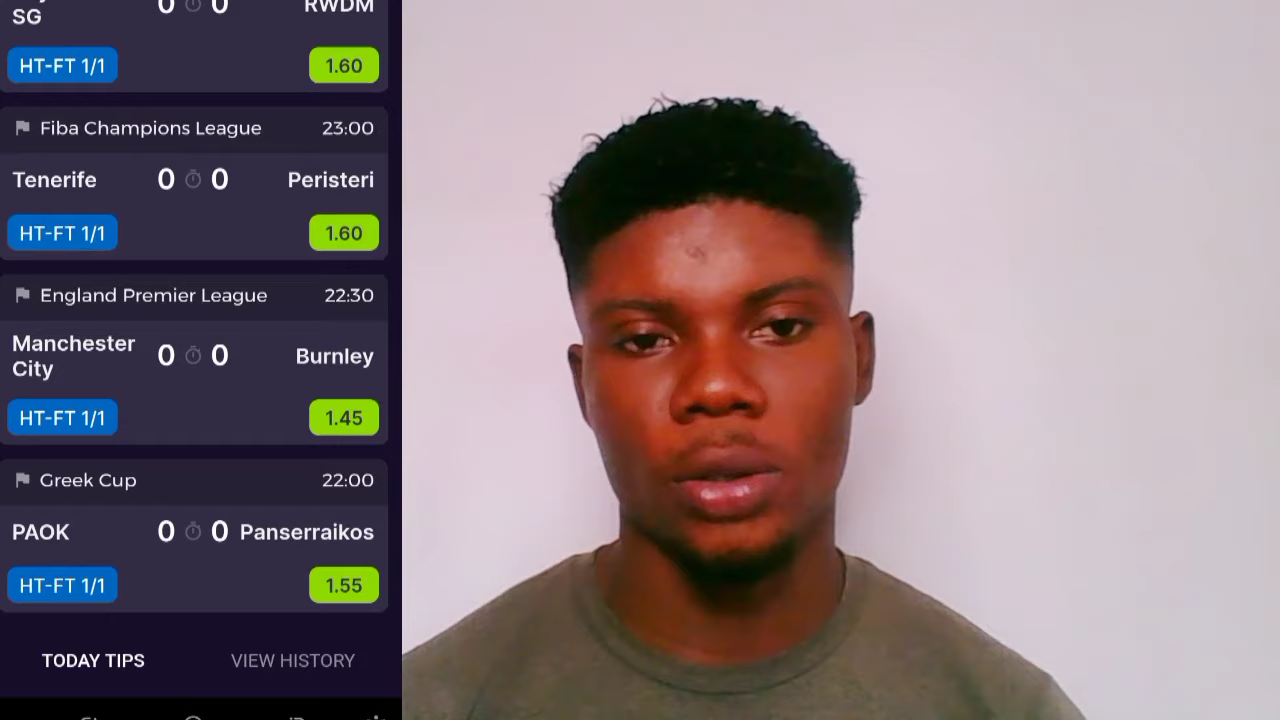 SG 0 0 RWDM
HT-FT 1/1 1.60
Fiba Champions League 23:00
Tenerife 0 0 Peristeri
HT-FT 1/1 1.60
England Premier League 22:30
Manchester
City 0 0 Burnley
HT-FT 1/1 1.45
Greek Cup 22:00
PAOK 0 0 Panserraikos
HT-FT 1/1 1.55
TODAY TIPS VIEW HISTORY